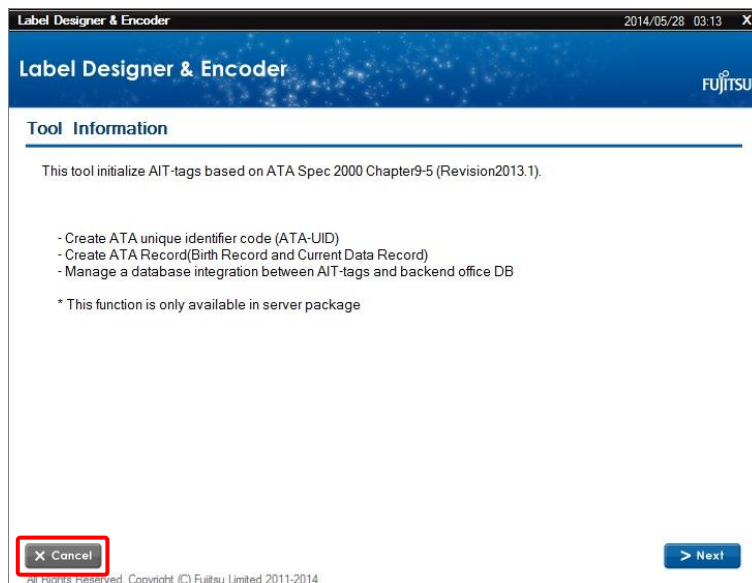 Label Designer & Encoder 2014/05/28 03:13 X
Label Designer & Encoder
FUJITSU
Tool Information
This tool initialize AIT-tags based on ATA Spec 2000 Chapter9-5 (Revision2013.1).
- Create ATA unique identifier code (ATA-UID)
- Create ATA Record(Birth Record and Current Data Record)
- Manage a database integration between AIT-tags and backend office DB
* This function is only available in server package
X Cancel
> Next
All Rights Reserved, Copyright (C) Fujitsu Limited 2011-2014